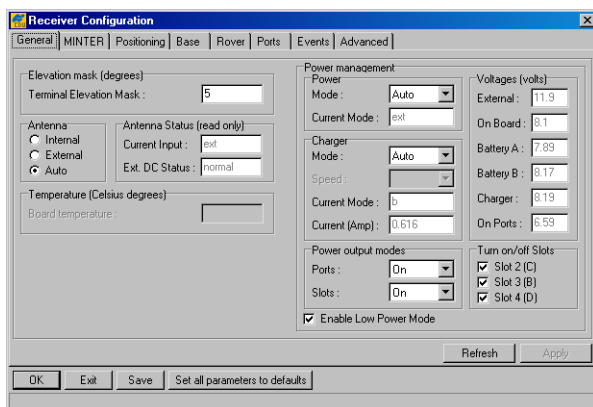 Receiver Configuration
General MINTER Positioning Base Rover Ports Events Advanced
Elevation mask (degrees)
Terminal Elevation Mask : 5
Antenna
Internal
External
Auto
Antenna Status (read only)
Current Input : ext
Ext. DC Status : normal
Temperature (Celsius degrees)
Board temperature :
Power management
Power
Mode : Auto
Current Mode : ext
Charger
Mode : Auto
Speed :
Current Mode : b
Current (Amp) : 0.616
Power output modes
Ports : On
Slots : On
Enable Low Power Mode
Voltages (volts)
External : 11.9
On Board : 8.1
Battery A : 7.89
Battery B : 8.17
Charger : 8.19
On Ports : 6.59
Turn on/off Slots
Slot 2 (C)
Slot 3 (B)
Slot 4 (D)
Refresh Apply
OK Exit Save Set all parameters to defaults